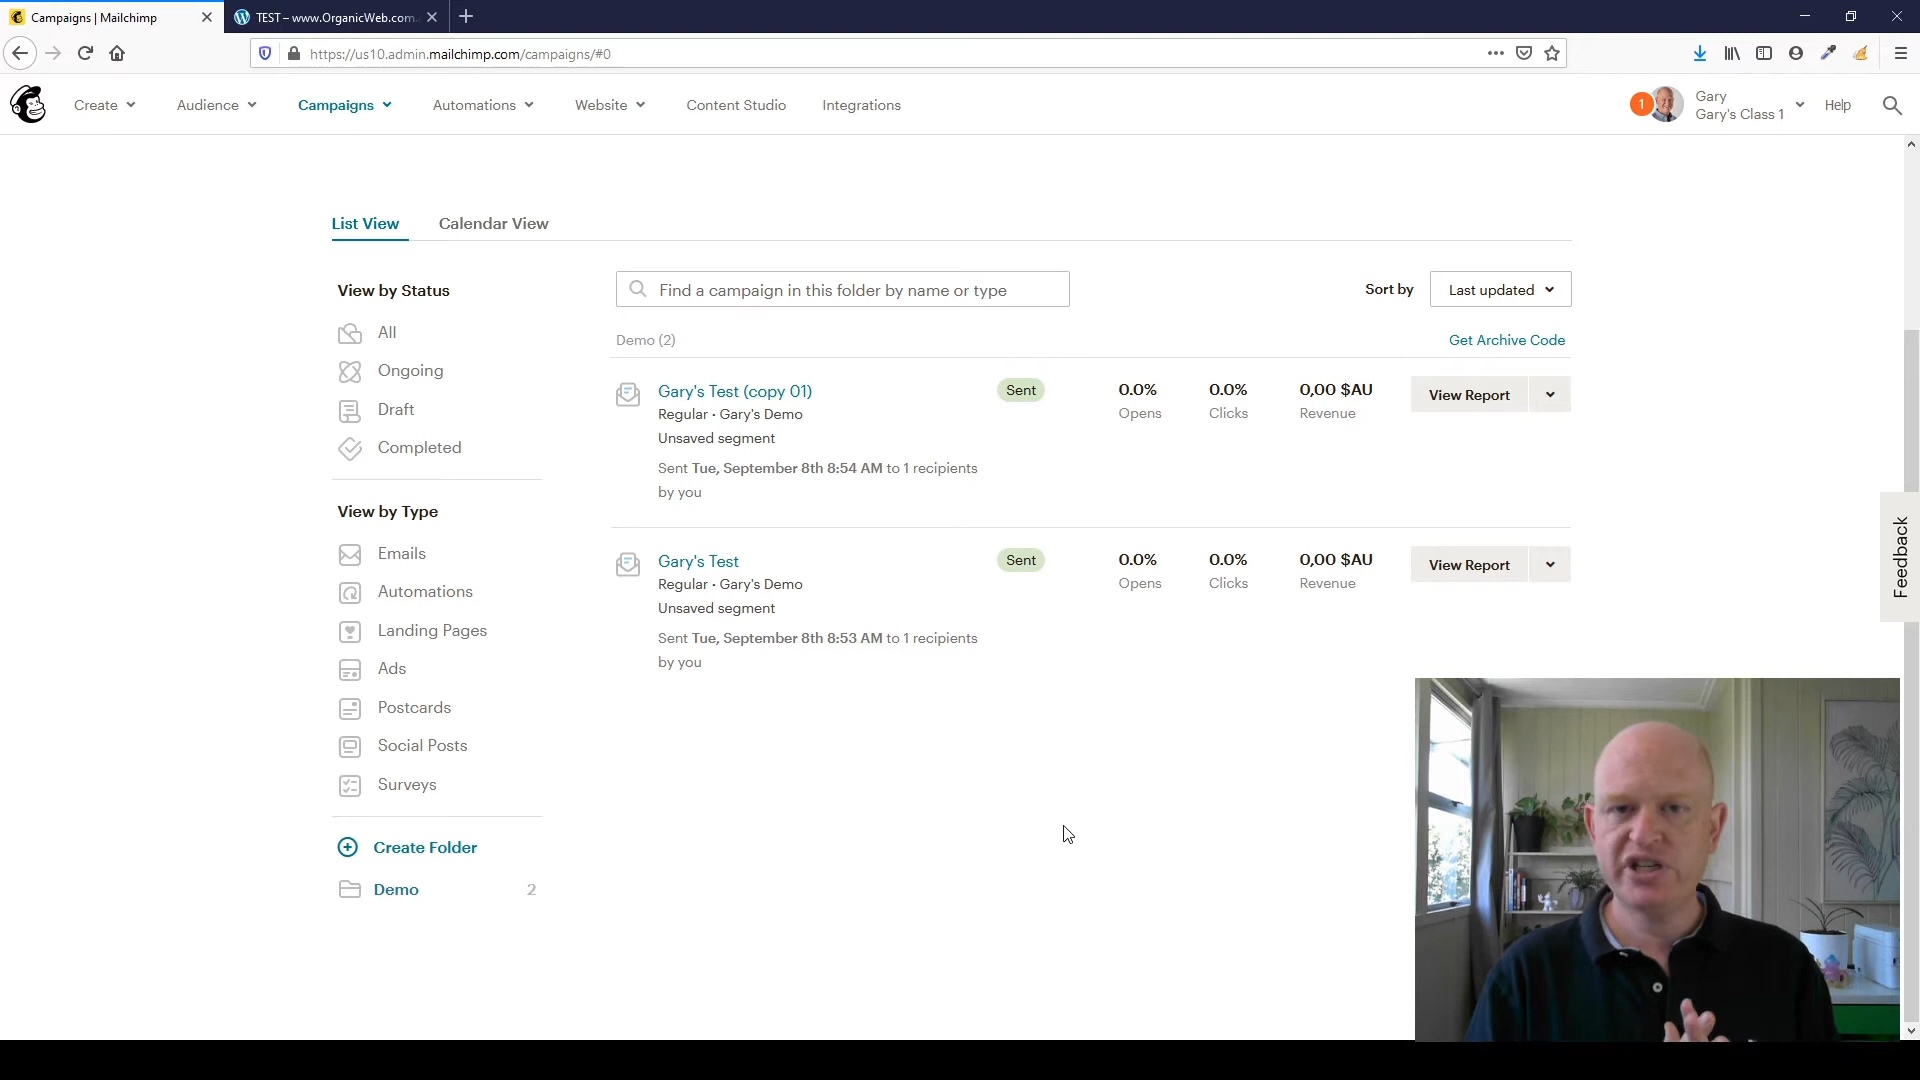 Campaigns | Mailchimp
TEST – www.OrganicWeb.com.
https://us10.admin.mailchimp.com/campaigns/#0
Create
Audience
Campaigns
Automations
Website
Content Studio
Integrations
1
Gary
Gary's Class 1
Help
List View
Calendar View
View by Status
All
Ongoing
Draft
Completed
View by Type
Emails
Automations
Landing Pages
Ads
Postcards
Social Posts
Surveys
Create Folder
Demo 2
Find a campaign in this folder by name or type
Sort by Last updated
Demo (2)
Get Archive Code
Gary's Test (copy 01)
Regular · Gary's Demo
Unsaved segment
Sent Tue, September 8th 8:54 AM to 1 recipients
by you
Sent
0.0% 0.0% 0,00 $AU
Opens Clicks Revenue
View Report
Gary's Test
Regular · Gary's Demo
Unsaved segment
Sent Tue, September 8th 8:53 AM to 1 recipients
by you
Sent
0.0% 0.0% 0,00 $AU
Opens Clicks Revenue
View Report
Feedback